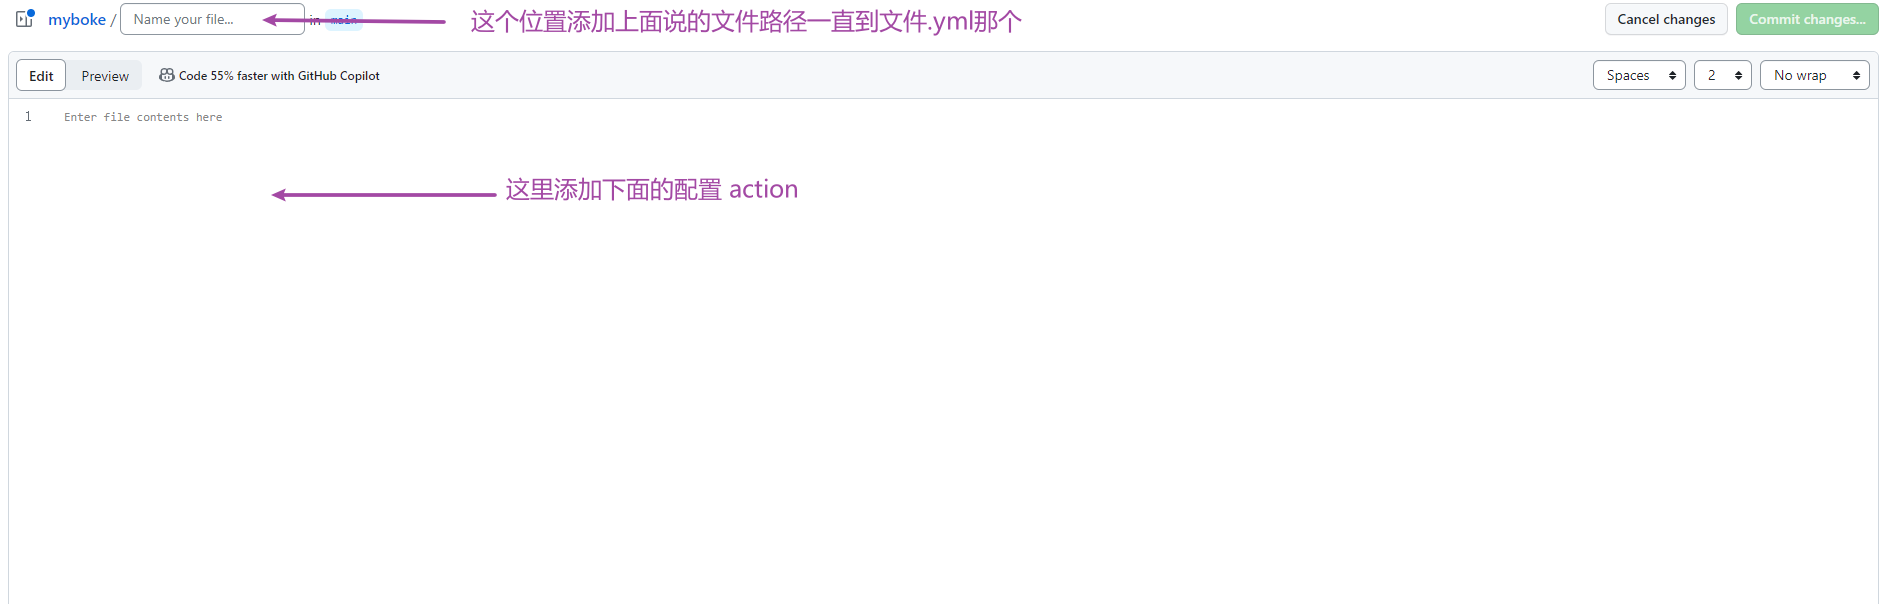 myboke / Name your file... in main 这个位置添加上面说的文件路径一直到文件.yml那个 Cancel changes Commit changes...
Edit Preview Code 55% faster with GitHub Copilot Spaces 2 No wrap
1 Enter file contents here
这里添加下面的配置 action